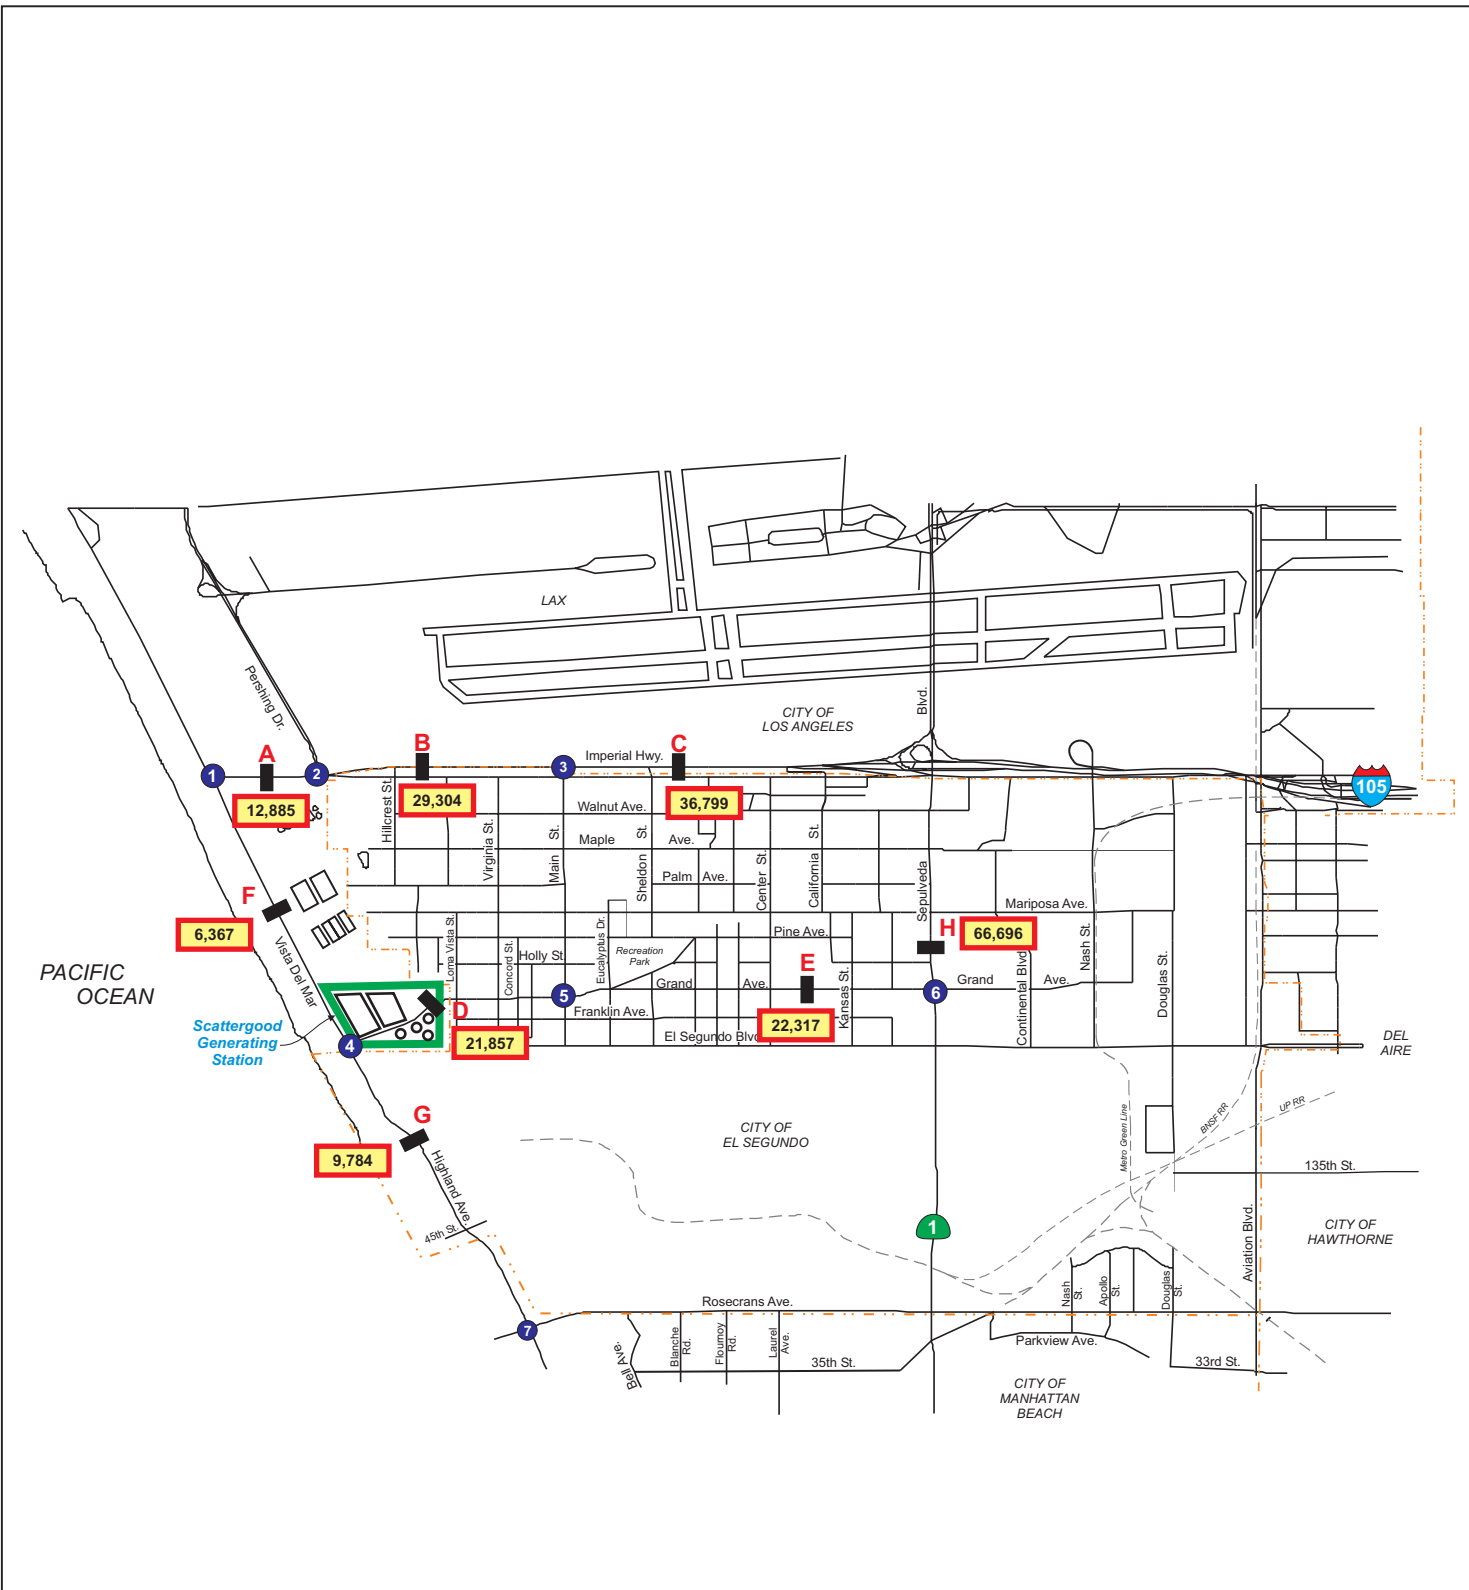 LAX
Pershing Dr.
Blvd.
CITY OF
LOS ANGELES
A
B
C
Imperial Hwy.
1
2
3
105
12,885
29,304
36,799
Hillcrest St.
Walnut Ave.
Virginia St.
Main St.
Maple Ave.
Sheldon St.
Palm Ave.
Center St.
California St.
Sepulveda
Mariposa Ave.
F
6,367
Vista Del Mar
H
66,696
Pine Ave.
Loma Vista St.
Concord St.
Holly St.
Eucalyptus Dr.
Recreation
Park
Nash St.
Continental Blvd.
Douglas St.
PACIFIC
OCEAN
E
Kansas St.
Grand Ave.
Grand Ave.
5
6
D
Franklin Ave.
22,317
Scattergood
Generating
Station
4
21,857
El Segundo Blvd.
DEL
AIRE
G
9,784
Highland Ave.
45th St.
CITY OF
EL SEGUNDO
Metro Green Line
BNSF RR
UP RR
135th St.
1
Aviation Blvd.
CITY OF
HAWTHORNE
Nash
St.
Apollo
St.
Douglas
St.
Rosecrans Ave.
7
Bell Ave.
Blanche
Rd.
Flournoy
Rd.
Laurel
Ave.
35th St.
Parkview Ave.
33rd St.
CITY OF
MANHATTAN
BEACH